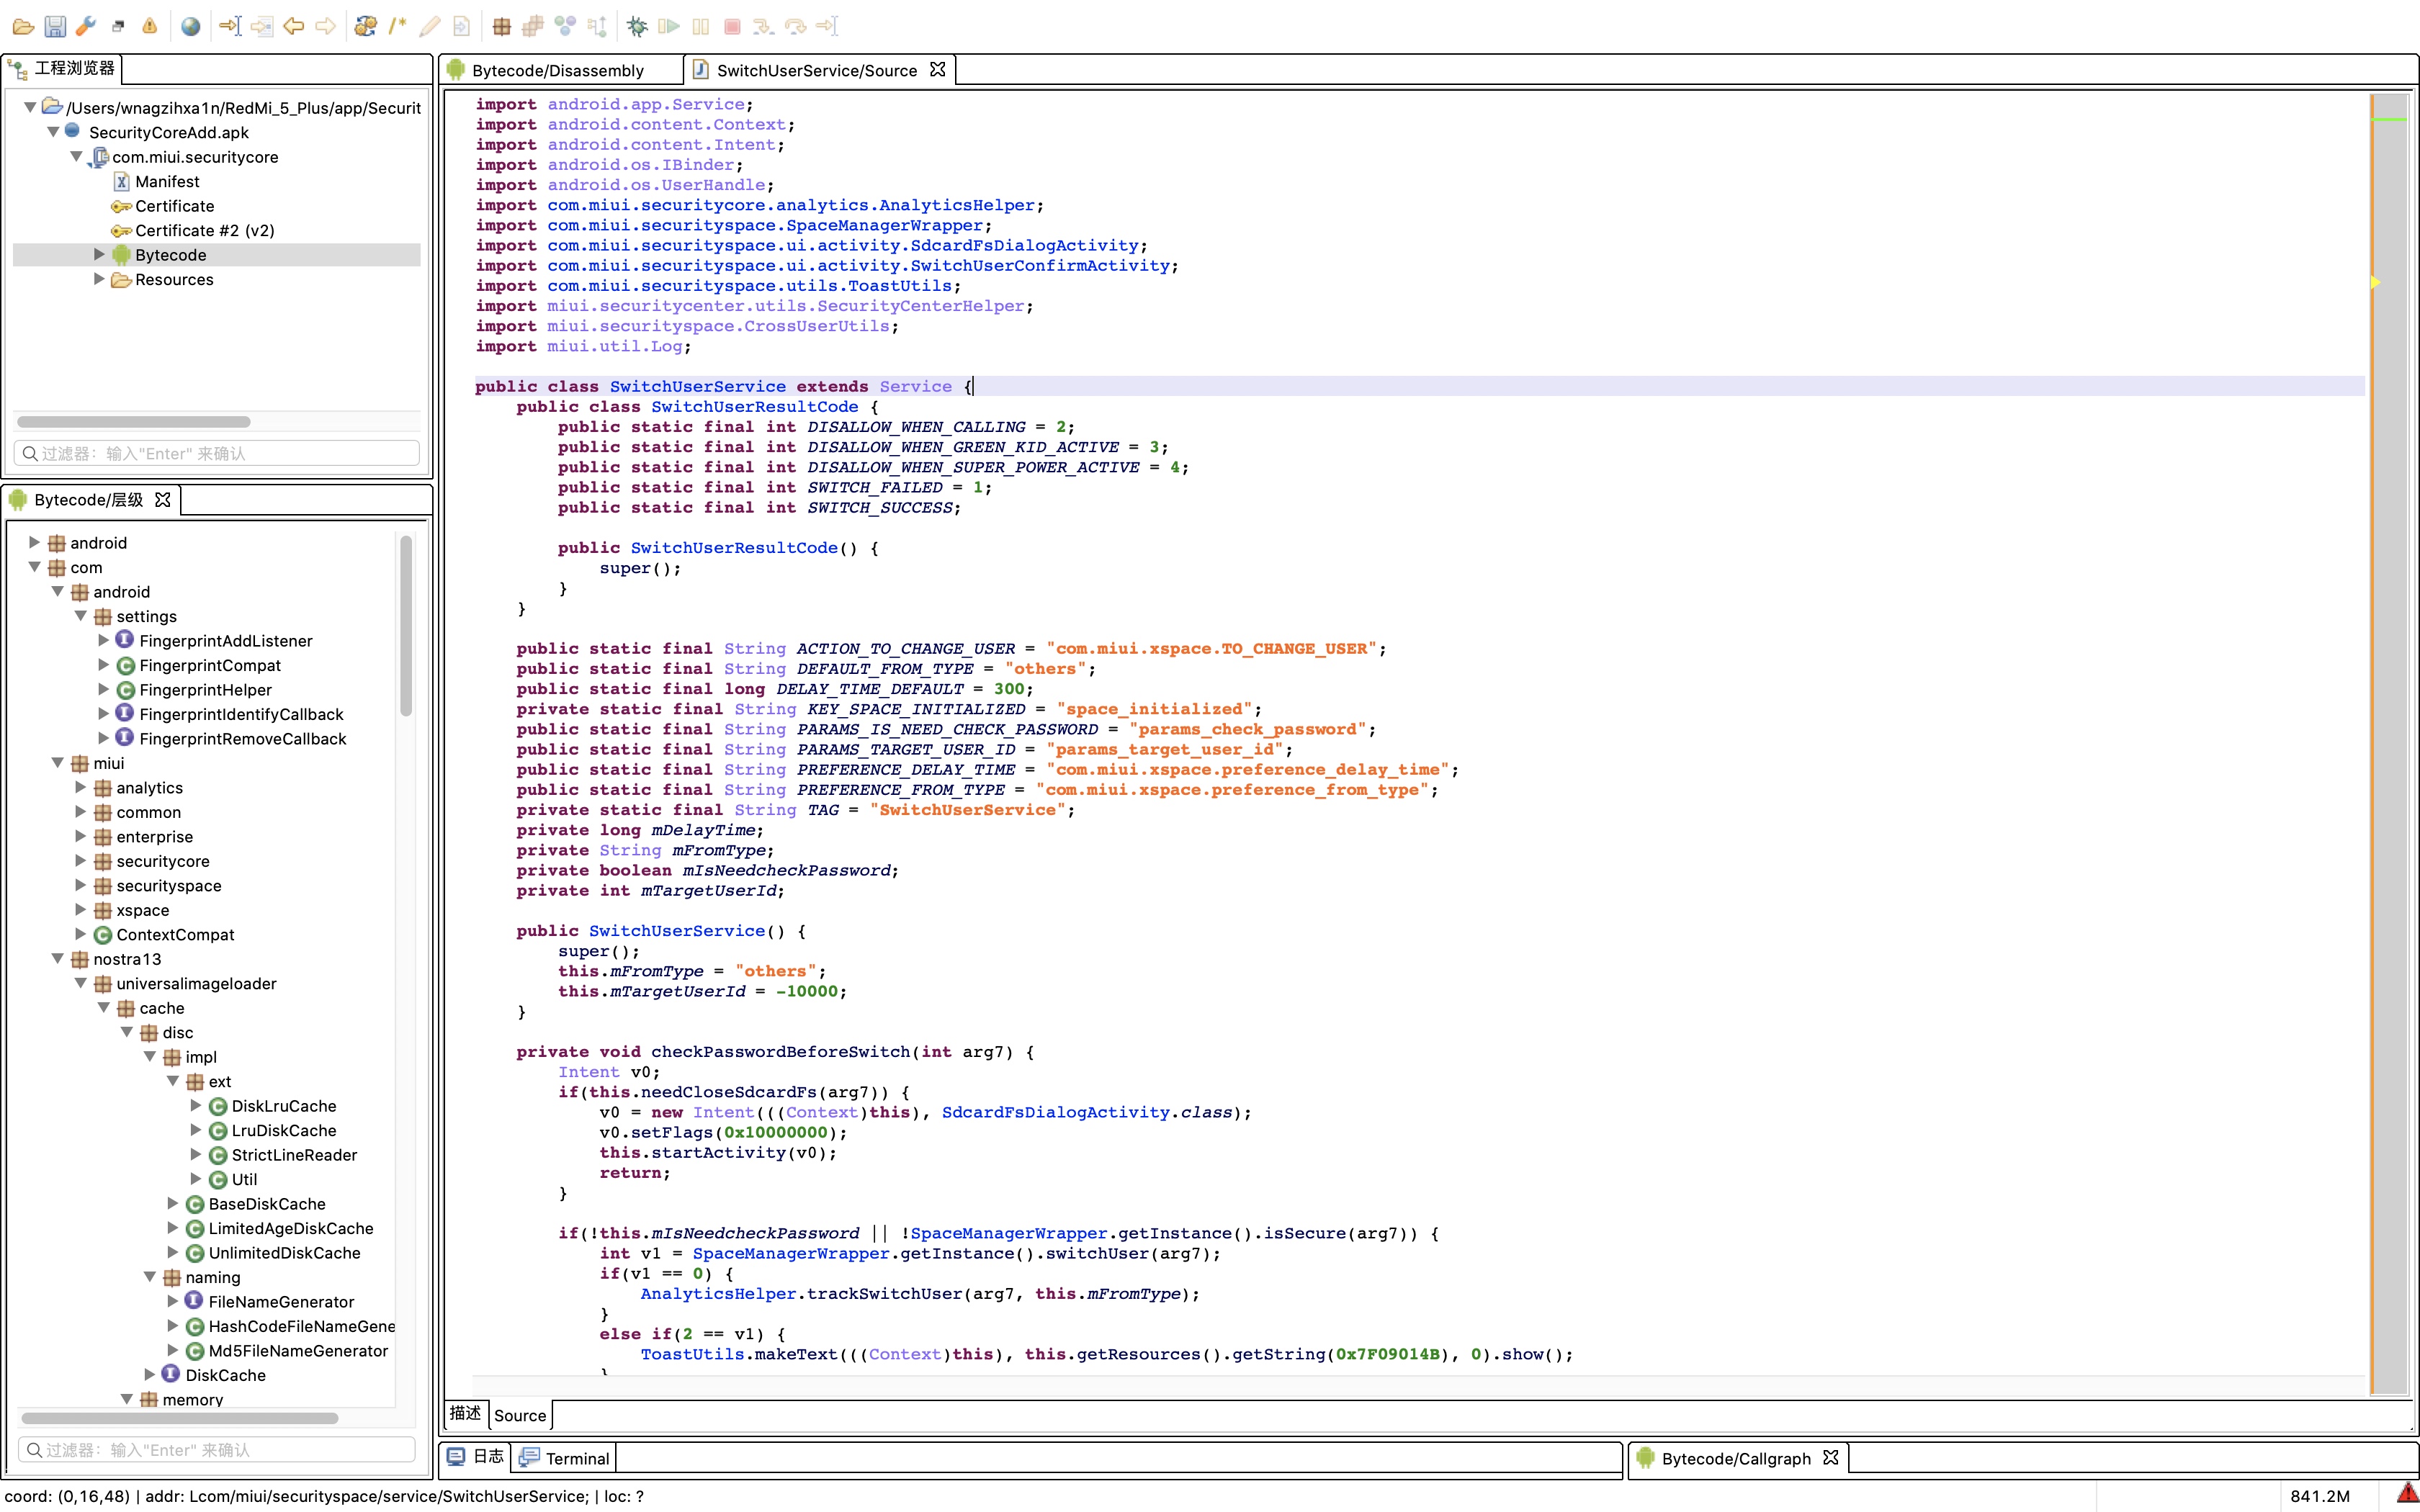 工程浏览器
/Users/wnagzihxa1n/RedMi_5_Plus/app/Securit
SecurityCoreAdd.apk
com.miui.securitycore
Manifest
Certificate
Certificate #2 (v2)
Bytecode
Resources
过滤器：输入"Enter" 来确认
Bytecode/层级
android
com
android
settings
FingerprintAddListener
FingerprintCompat
FingerprintHelper
FingerprintIdentifyCallback
FingerprintRemoveCallback
miui
analytics
common
enterprise
securitycore
securityspace
xspace
ContextCompat
nostra13
universalimageloader
cache
disc
impl
ext
DiskLruCache
LruDiskCache
StrictLineReader
Util
BaseDiskCache
LimitedAgeDiskCache
UnlimitedDiskCache
naming
FileNameGenerator
HashCodeFileNameGene
Md5FileNameGenerator
DiskCache
memory
过滤器：输入"Enter" 来确认
Bytecode/Disassembly
SwitchUserService/Source
import android.app.Service;
import android.content.Context;
import android.content.Intent;
import android.os.IBinder;
import android.os.UserHandle;
import com.miui.securitycore.analytics.AnalyticsHelper;
import com.miui.securityspace.SpaceManagerWrapper;
import com.miui.securityspace.ui.activity.SdcardFsDialogActivity;
import com.miui.securityspace.ui.activity.SwitchUserConfirmActivity;
import com.miui.securityspace.utils.ToastUtils;
import miui.securitycenter.utils.SecurityCenterHelper;
import miui.securityspace.CrossUserUtils;
import miui.util.Log;
public class SwitchUserService extends Service {
public class SwitchUserResultCode {
public static final int DISALLOW_WHEN_CALLING = 2;
public static final int DISALLOW_WHEN_GREEN_KID_ACTIVE = 3;
public static final int DISALLOW_WHEN_SUPER_POWER_ACTIVE = 4;
public static final int SWITCH_FAILED = 1;
public static final int SWITCH_SUCCESS;
public SwitchUserResultCode() {
super();
}
}
public static final String ACTION_TO_CHANGE_USER = "com.miui.xspace.TO_CHANGE_USER";
public static final String DEFAULT_FROM_TYPE = "others";
public static final long DELAY_TIME_DEFAULT = 300;
private static final String KEY_SPACE_INITIALIZED = "space_initialized";
public static final String PARAMS_IS_NEED_CHECK_PASSWORD = "params_check_password";
public static final String PARAMS_TARGET_USER_ID = "params_target_user_id";
public static final String PREFERENCE_DELAY_TIME = "com.miui.xspace.preference_delay_time";
public static final String PREFERENCE_FROM_TYPE = "com.miui.xspace.preference_from_type";
private static final String TAG = "SwitchUserService";
private long mDelayTime;
private String mFromType;
private boolean mIsNeedcheckPassword;
private int mTargetUserId;
public SwitchUserService() {
super();
this.mFromType = "others";
this.mTargetUserId = -10000;
}
private void checkPasswordBeforeSwitch(int arg7) {
Intent v0;
if(this.needCloseSdcardFs(arg7)) {
v0 = new Intent(((Context)this), SdcardFsDialogActivity.class);
v0.setFlags(0x10000000);
this.startActivity(v0);
return;
}
if(!this.mIsNeedcheckPassword || !SpaceManagerWrapper.getInstance().isSecure(arg7)) {
int v1 = SpaceManagerWrapper.getInstance().switchUser(arg7);
if(v1 == 0) {
AnalyticsHelper.trackSwitchUser(arg7, this.mFromType);
}
else if(2 == v1) {
ToastUtils.makeText(((Context)this), this.getResources().getString(0x7F09014B), 0).show();
}
描述
Source
日志
Terminal
Bytecode/Callgraph
coord: (0,16,48) | addr: Lcom/miui/securityspace/service/SwitchUserService; | loc: ?
841.2M